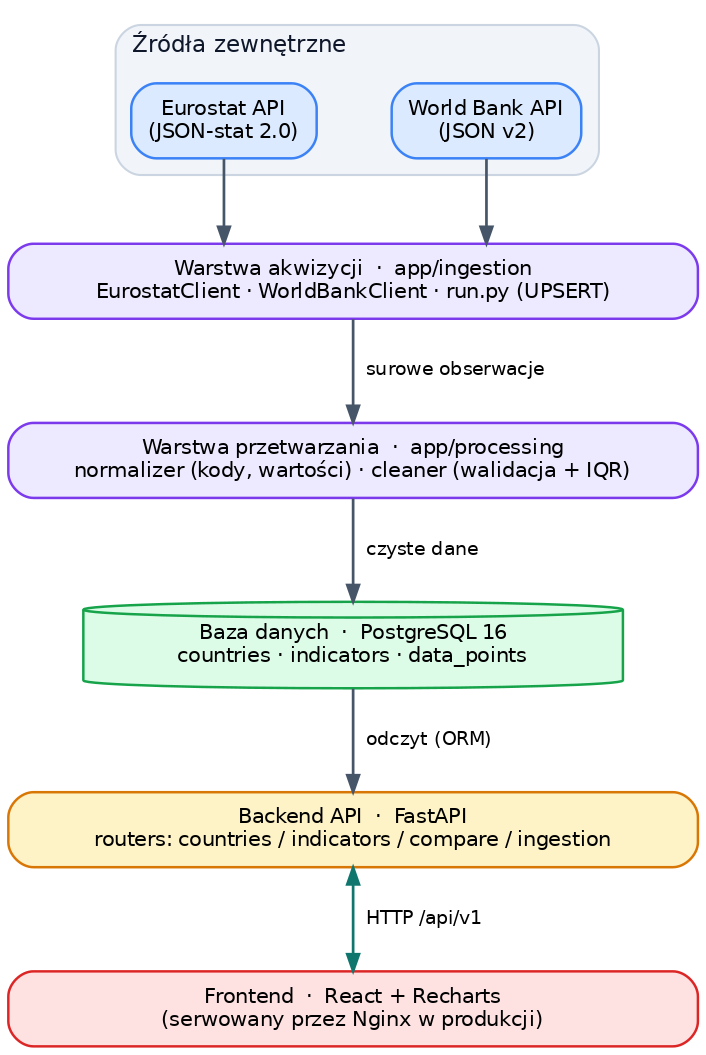 Źródła zewnętrzne
Eurostat API
(JSON-stat 2.0)
World Bank API
(JSON v2)
Warstwa akwizycji · app/ingestion
EurostatClient · WorldBankClient · run.py (UPSERT)
surowe obserwacje
Warstwa przetwarzania · app/processing
normalizer (kody, wartości) · cleaner (walidacja + IQR)
czyste dane
Baza danych · PostgreSQL 16
countries · indicators · data_points
odczyt (ORM)
Backend API · FastAPI
routers: countries / indicators / compare / ingestion
HTTP /api/v1
Frontend · React + Recharts
(serwowany przez Nginx w produkcji)